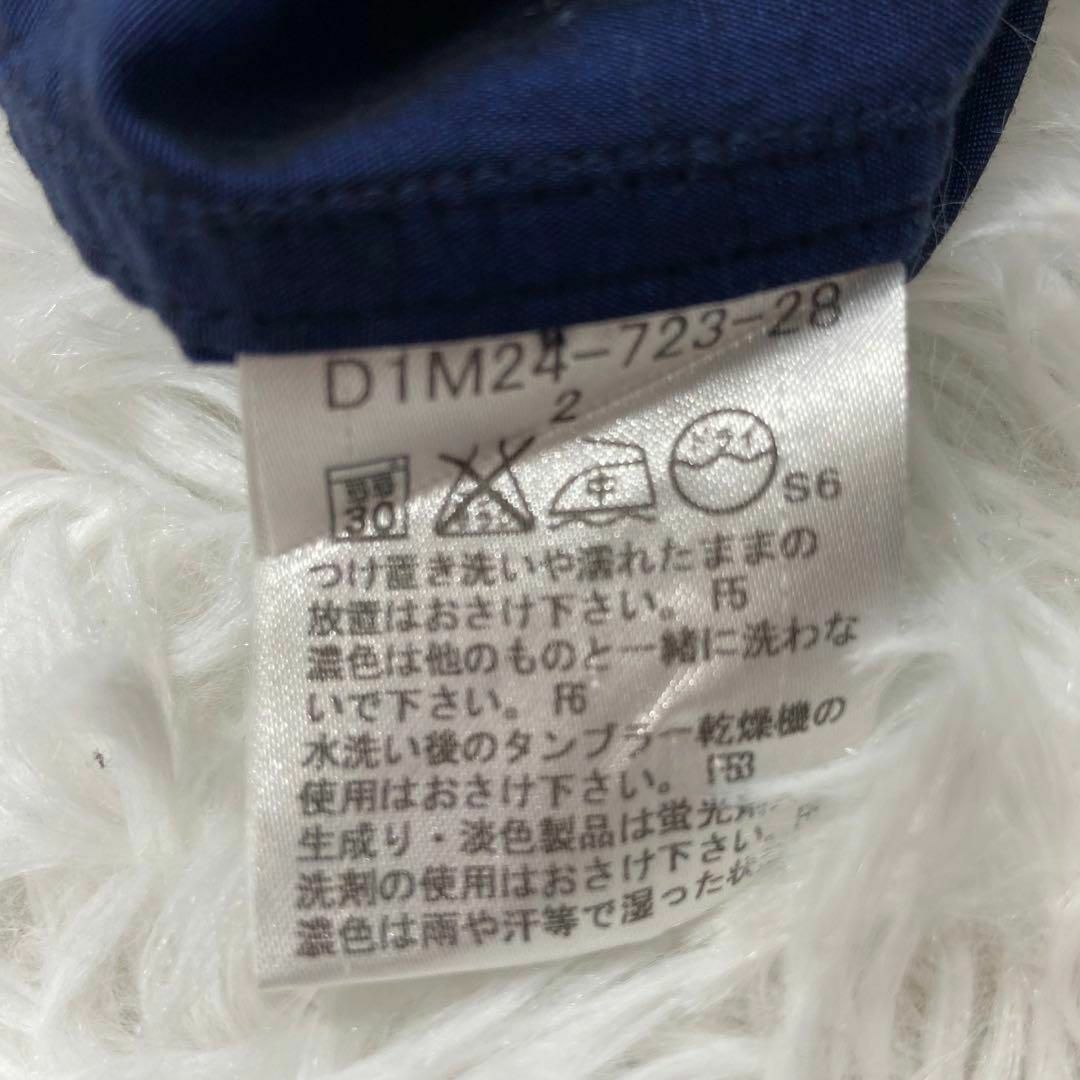 D1M24-723-28
2
30
中
ドライ
S6
つけ置き洗いや濡れたままの
放置はおさけ下さい。 F5
濃色は他のものと一緒に洗わな
いで下さい。 F6
水洗い後のタンブラー乾燥機の
使用はおさけ下さい。 F53
生成り・淡色製品は蛍光剤
洗剤の使用はおさけ下さい。
濃色は雨や汗等で湿った状